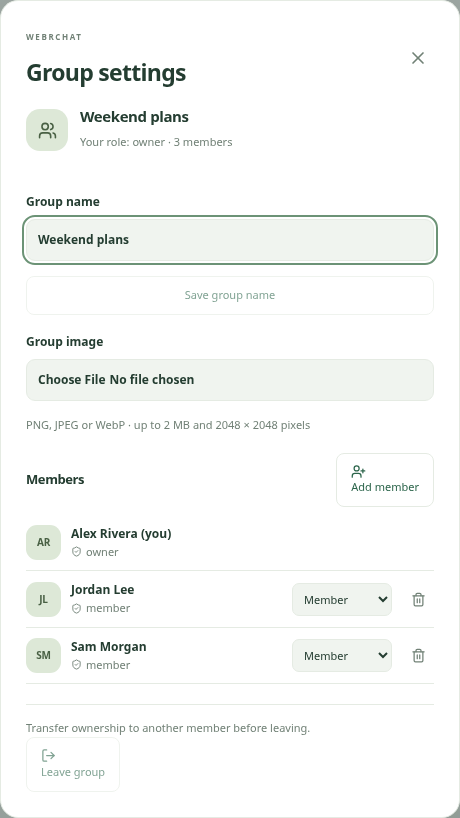 WEBRCHAT
Group settings
Weekend plans
Your role: owner · 3 members
Group name
Weekend plans
Save group name
Group image
Choose File No file chosen
PNG, JPEG or WebP · up to 2 MB and 2048 × 2048 pixels
Members
Add member
AR
Alex Rivera (you)
owner
JL
Jordan Lee
member
Member
SM
Sam Morgan
member
Member
Transfer ownership to another member before leaving.
Leave group